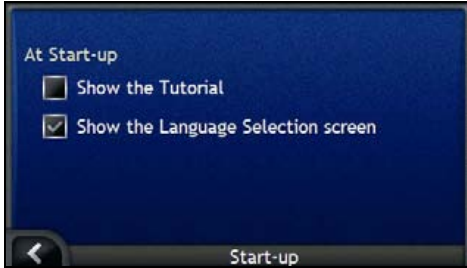 At Start-up
Show the Tutorial
Show the Language Selection screen
Start-up